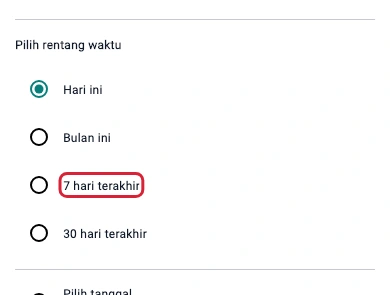 Pilih rentang waktu
Hari ini
Bulan ini
7 hari terakhir
30 hari terakhir
Pilih tanggal